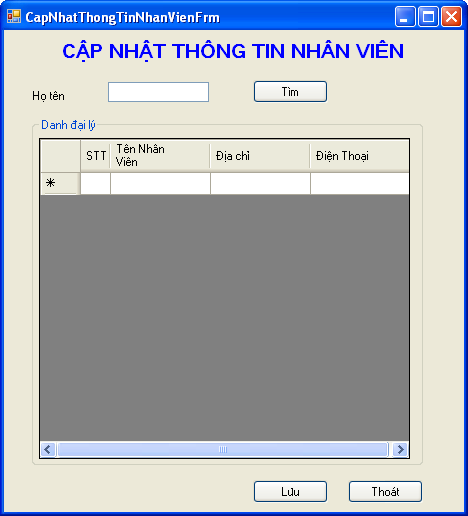 CapNhatThongTinNhanVienFrm
CẬP NHẬT THÔNG TIN NHÂN VIÊN
Họ tên
Tìm
Danh đại lý
STT
Tên Nhân
Viên
Địa chỉ
Điện Thoại
Lưu
Thoát